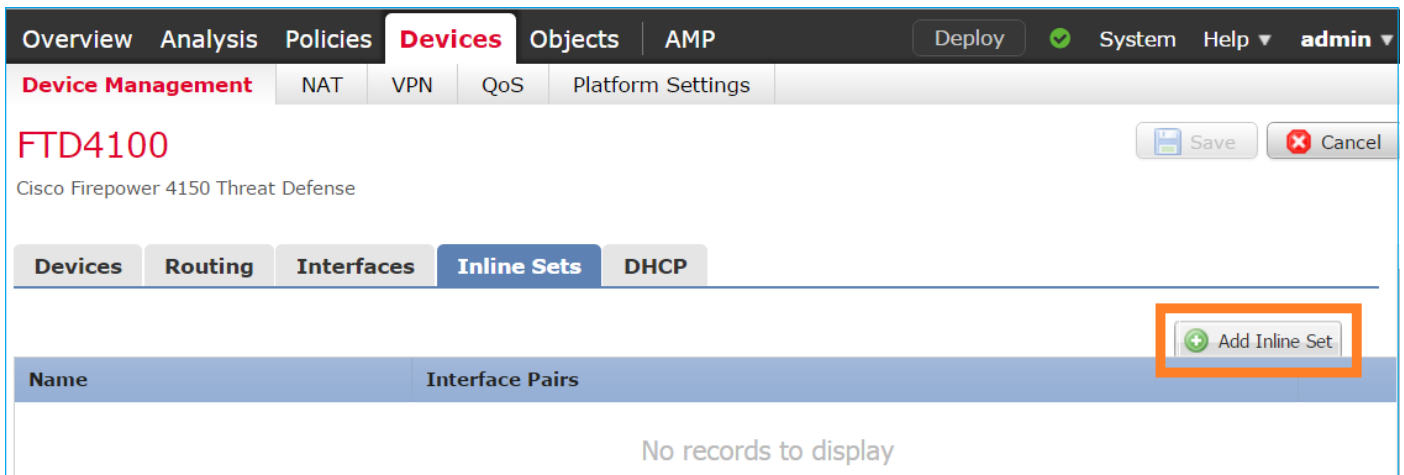 Overview Analysis Policies Devices Objects AMP Deploy System Help admin
Device Management NAT VPN QoS Platform Settings
FTD4100 Save Cancel
Cisco Firepower 4150 Threat Defense
Devices Routing Interfaces Inline Sets DHCP
Add Inline Set
Name Interface Pairs
No records to display